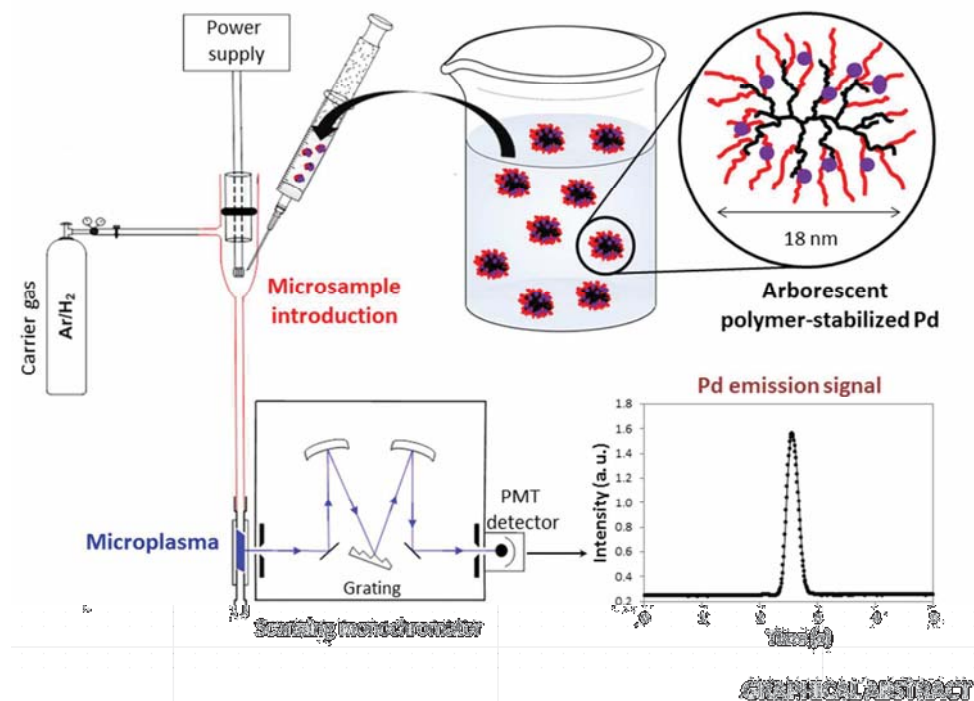 Power
supply
Carrier gas
Ar/H₂
Microsample
introduction
18 nm
Arborescent
polymer-stabilized Pd
Microplasma
Grating
PMT
detector
Scanning monochromator
Pd emission signal
Intensity (a. u.)
1.8
1.6
1.4
1.2
1.0
0.8
0.6
0.4
0.2
GRAPHICAL ABSTRACT